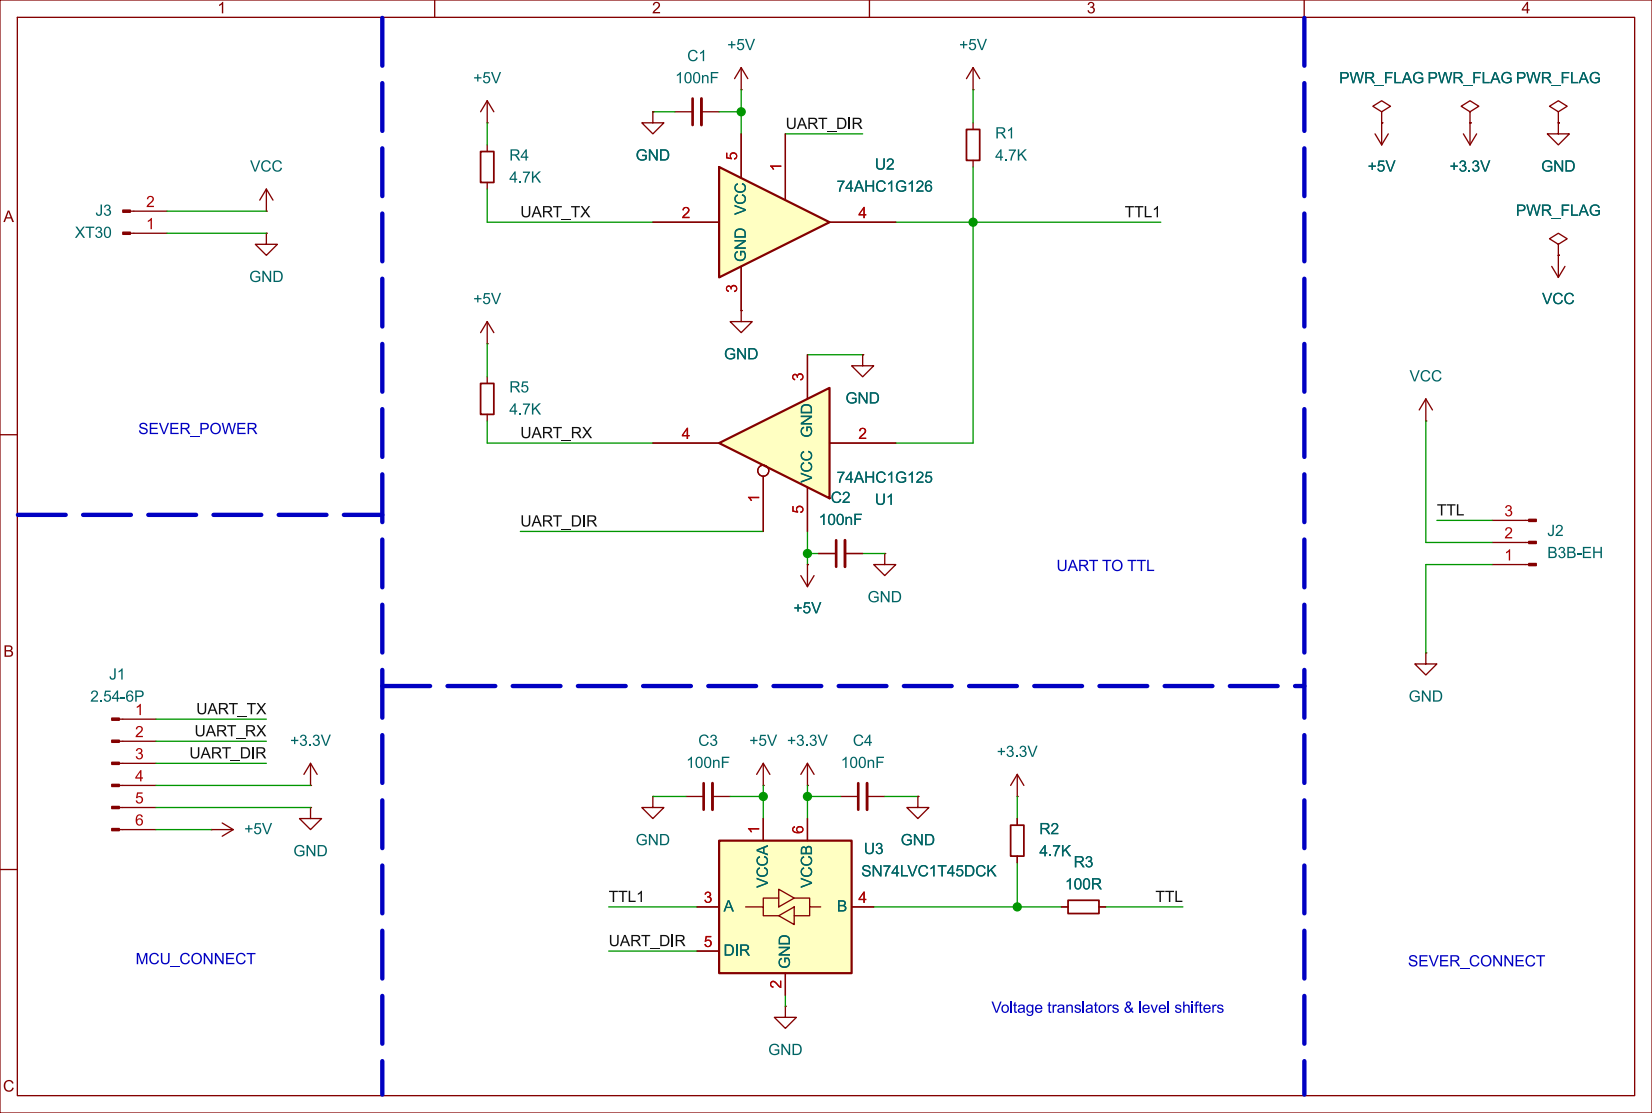 1
2
3
4
A
B
C
VCC
J3
XT30
2
1
GND
SEVER_POWER
J1
2.54-6P
1
UART_TX
2
UART_RX
3
UART_DIR
+3.3V
4
5
6
+5V
GND
MCU_CONNECT
+5V
R4
4.7K
UART_TX
C1
100nF
+5V
GND
UART_DIR
5
1
VCC
GND
2
4
3
U2
74AHC1G126
GND
+5V
R1
4.7K
TTL1
+5V
R5
4.7K
UART_RX
4
3
GND
GND
VCC
2
1
5
74AHC1G125
U1
C2
100nF
UART_DIR
+5V
GND
UART TO TTL
C3
100nF
+5V
+3.3V
C4
100nF
GND
GND
1
6
VCCA
VCCB
U3
SN74LVC1T45DCK
TTL1
3
A
B
4
UART_DIR
5
DIR
GND
2
GND
+3.3V
R2
4.7K
R3
100R
TTL
Voltage translators & level shifters
PWR_FLAG
PWR_FLAG
PWR_FLAG
+5V
+3.3V
GND
PWR_FLAG
VCC
VCC
TTL
3
2
1
J2
B3B-EH
GND
SEVER_CONNECT